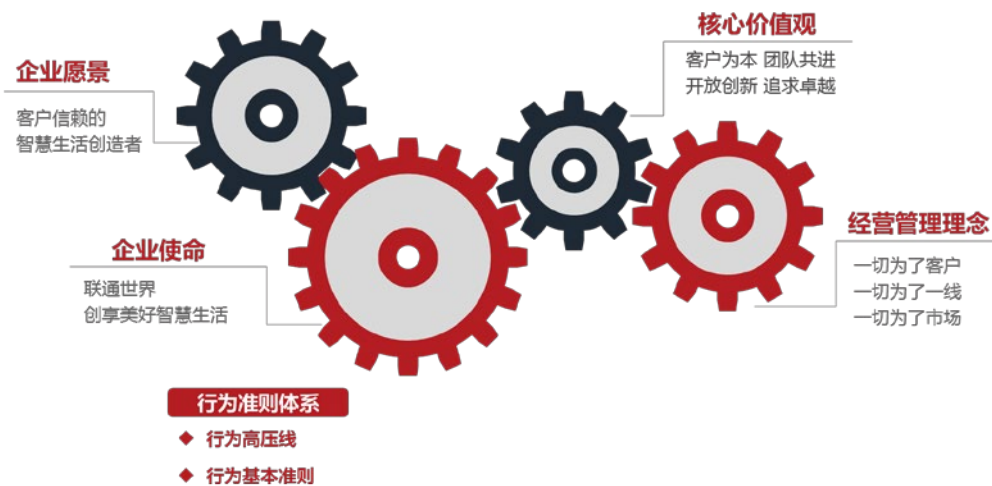 企业愿景
客户信赖的
智慧生活创造者
核心价值观
客户为本 团队共进
开放创新 追求卓越
企业使命
联通世界
创享美好智慧生活
经营管理理念
一切为了客户
一切为了一线
一切为了市场
行为准则体系
行为高压线
行为基本准则